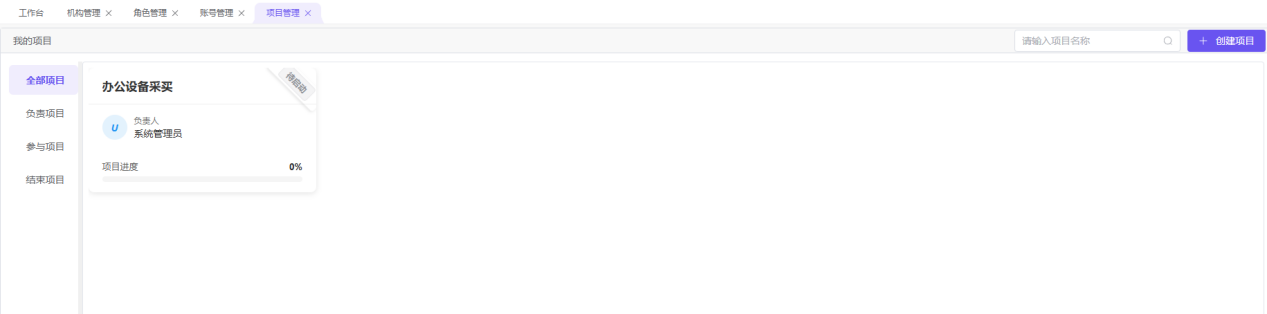 工作台 机构管理 角色管理 账号管理 项目管理
我的项目 请输入项目名称 创建项目
全部项目
负责项目
参与项目
结束项目
办公设备采买 待启动
U 负责人
系统管理员
项目进度 0%